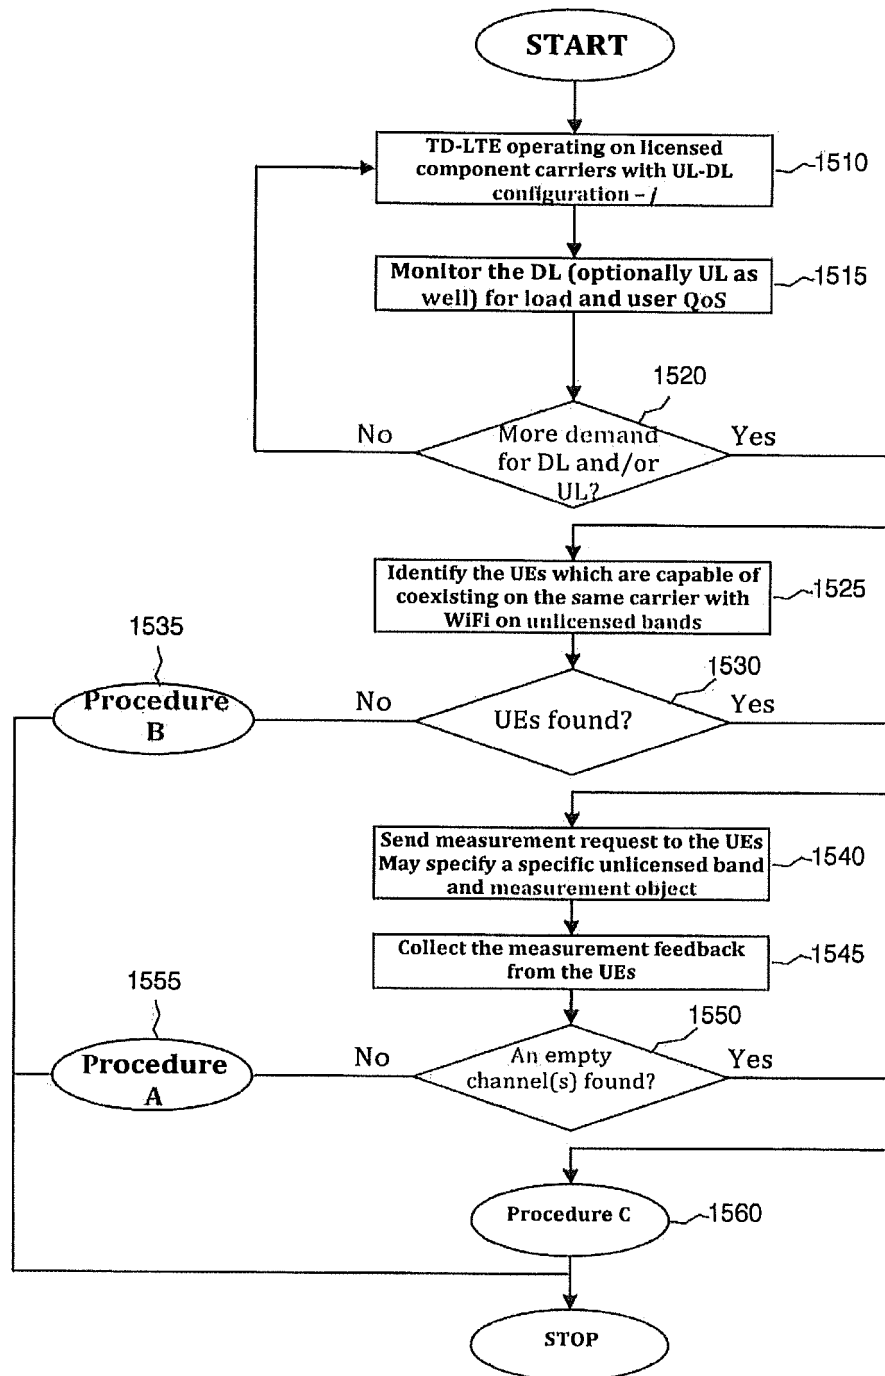 START
TD-LTE operating on licensed
component carriers with UL-DL
configuration – j
1510
Monitor the DL (optionally UL as
well) for load and user QoS
1515
1520
No
More demand
for DL and/or
UL?
Yes
Identify the UEs which are capable of
coexisting on the same carrier with
WiFi on unlicensed bands
1525
1535
Procedure
B
No
1530
UEs found?
Yes
Send measurement request to the UEs
May specify a specific unlicensed band
and measurement object
1540
Collect the measurement feedback
from the UEs
1545
1555
Procedure
A
No
1550
An empty
channel(s) found?
Yes
Procedure C
1560
STOP